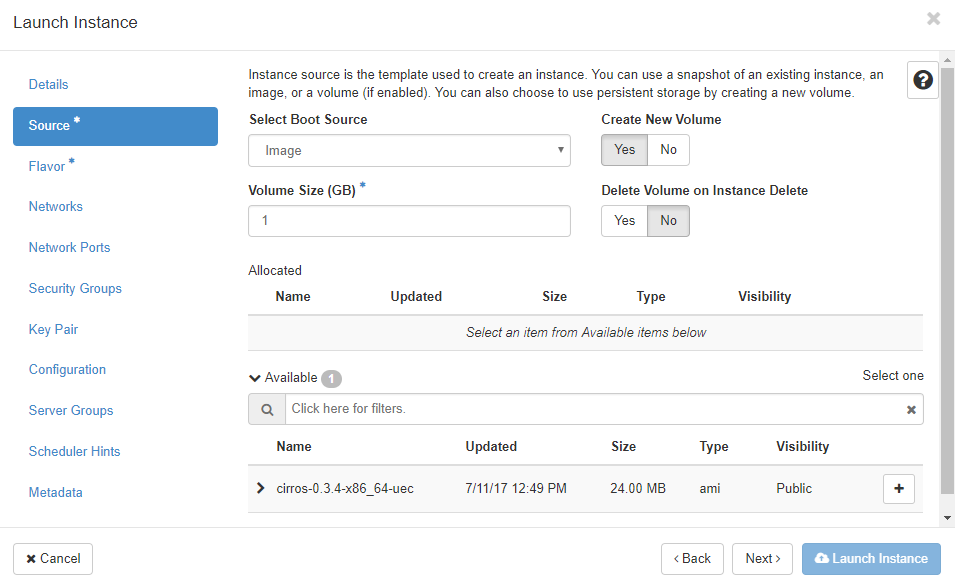 Launch Instance
Details
Source *
Flavor *
Networks
Network Ports
Security Groups
Key Pair
Configuration
Server Groups
Scheduler Hints
Metadata
Instance source is the template used to create an instance. You can use a snapshot of an existing instance, an
image, or a volume (if enabled). You can also choose to use persistent storage by creating a new volume.
Select Boot Source
Image
Create New Volume
Yes No
Volume Size (GB) *
1
Delete Volume on Instance Delete
Yes No
Allocated
Name Updated Size Type Visibility
Select an item from Available items below
Available 1 Select one
Click here for filters.
Name Updated Size Type Visibility
cirros-0.3.4-x86_64-uec 7/11/17 12:49 PM 24.00 MB ami Public
Cancel
Back Next Launch Instance